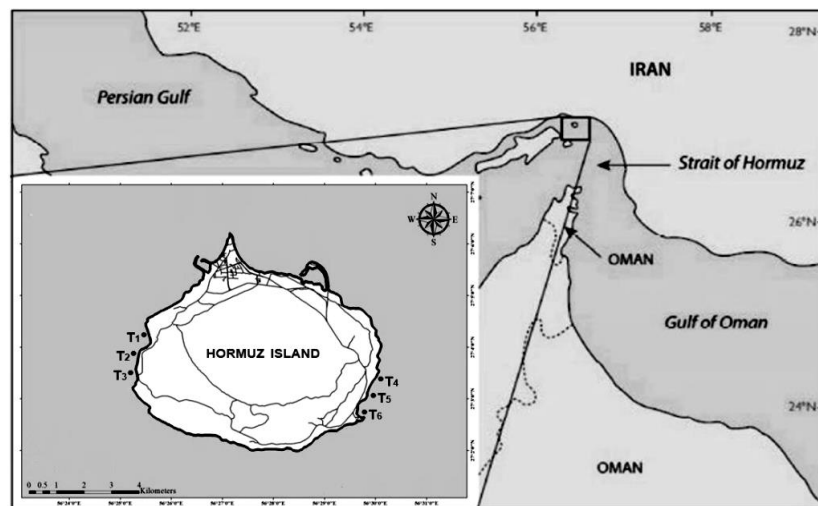 52°E
54°E
56°E
58°E
28°N
IRAN
Persian Gulf
Strait of Hormuz
26°N
OMAN
Gulf of Oman
24°N
OMAN
N
W E
S
T1
T2
T3
HORMUZ ISLAND
T4
T5
T6
0 0.5 1 2 3 4
Kilometers